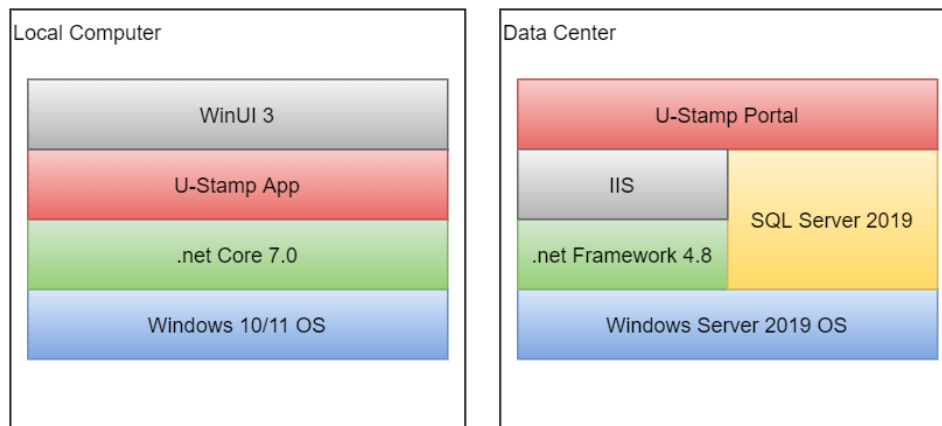 Local Computer
WinUI 3
U-Stamp App
.net Core 7.0
Windows 10/11 OS
Data Center
U-Stamp Portal
IIS
SQL Server 2019
.net Framework 4.8
Windows Server 2019 OS